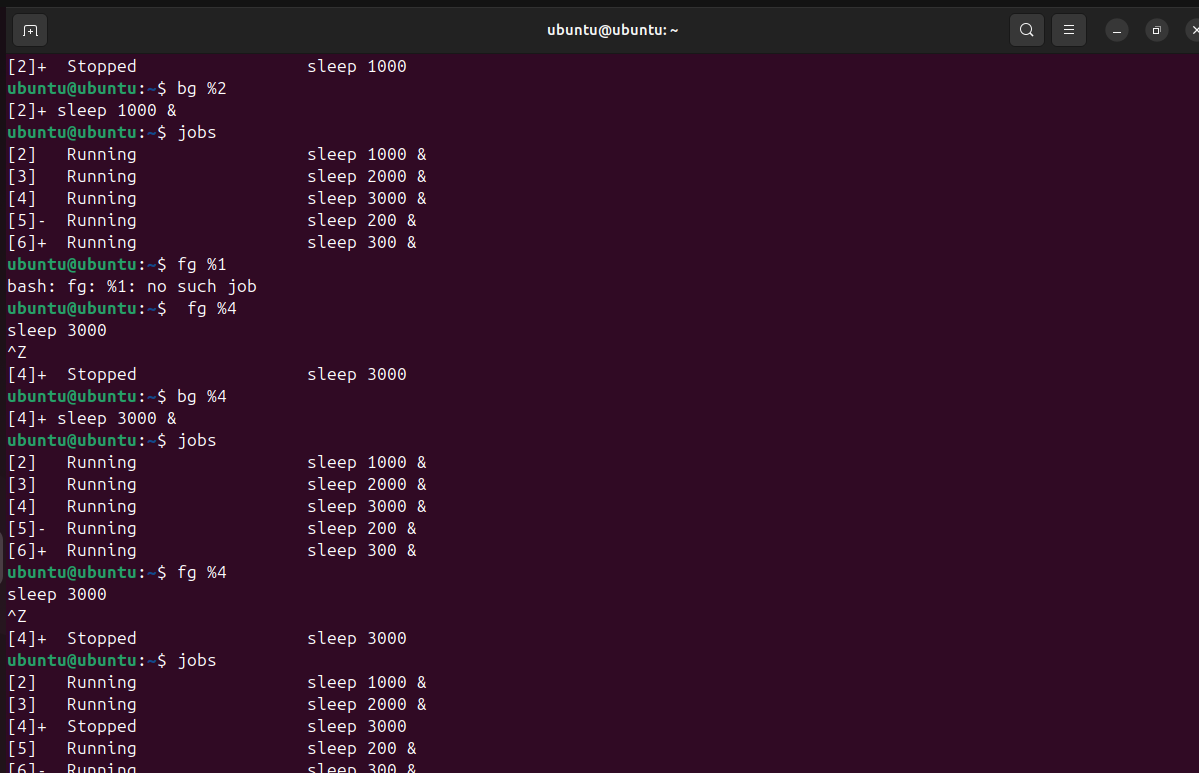 ubuntu@ubuntu: ~
[2]+  Stopped                 sleep 1000
ubuntu@ubuntu:~$ bg %2
[2]+ sleep 1000 &
ubuntu@ubuntu:~$ jobs
[2]   Running                 sleep 1000 &
[3]   Running                 sleep 2000 &
[4]   Running                 sleep 3000 &
[5]-  Running                 sleep 200 &
[6]+  Running                 sleep 300 &
ubuntu@ubuntu:~$ fg %1
bash: fg: %1: no such job
ubuntu@ubuntu:~$  fg %4
sleep 3000
^Z
[4]+  Stopped                 sleep 3000
ubuntu@ubuntu:~$ bg %4
[4]+ sleep 3000 &
ubuntu@ubuntu:~$ jobs
[2]   Running                 sleep 1000 &
[3]   Running                 sleep 2000 &
[4]   Running                 sleep 3000 &
[5]-  Running                 sleep 200 &
[6]+  Running                 sleep 300 &
ubuntu@ubuntu:~$ fg %4
sleep 3000
^Z
[4]+  Stopped                 sleep 3000
ubuntu@ubuntu:~$ jobs
[2]   Running                 sleep 1000 &
[3]   Running                 sleep 2000 &
[4]+  Stopped                 sleep 3000
[5]   Running                 sleep 200 &
[6]-  Running                 sleep 300 &